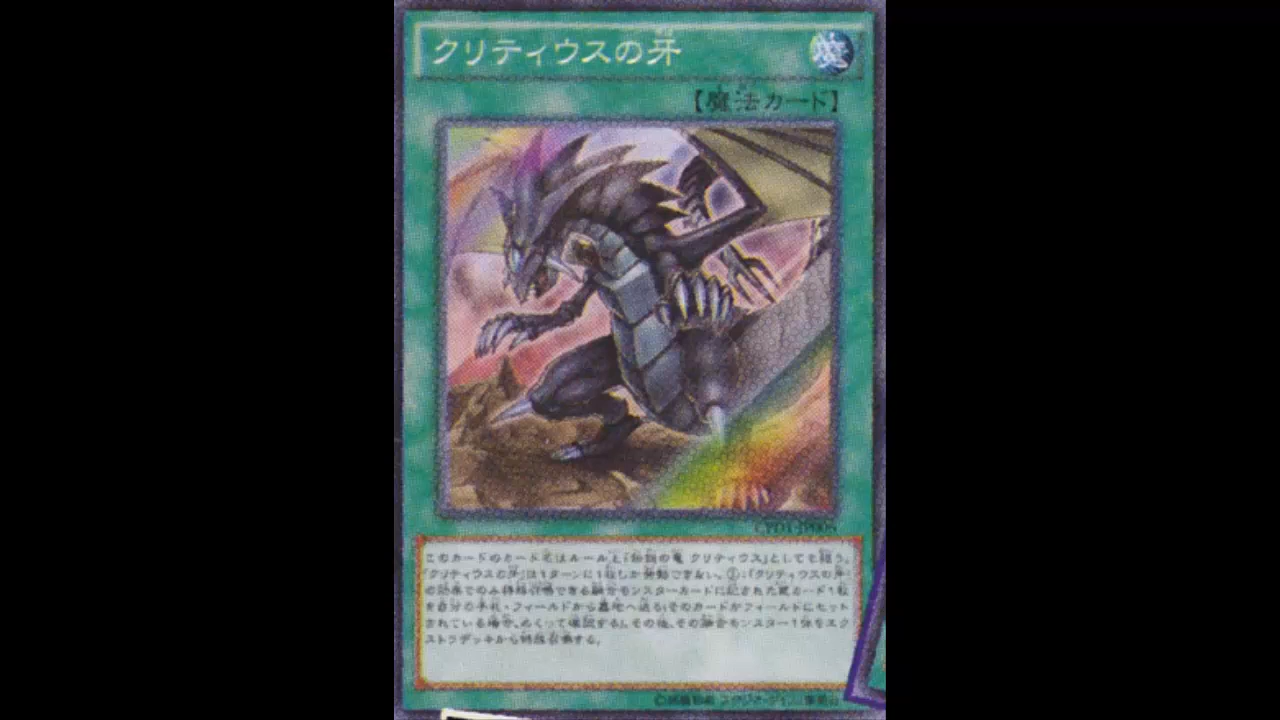 クリティウスの牙
魔
【魔法カード】
このカードのカード名はルール上「伝説の竜 クリティウス」としても扱う。
「クリティウスの牙」は1ターンに1枚しか発動できない。①:「クリティウスの牙」
の効果でのみ特殊召喚できる融合モンスターカードに記された罠カード1枚
を自分の手札・フィールドから墓地へ送る(そのカードがフィールドにセット
されている場合、めくって確認する)。その後、その融合モンスター1体をエク
ストラデッキから特殊召喚する。